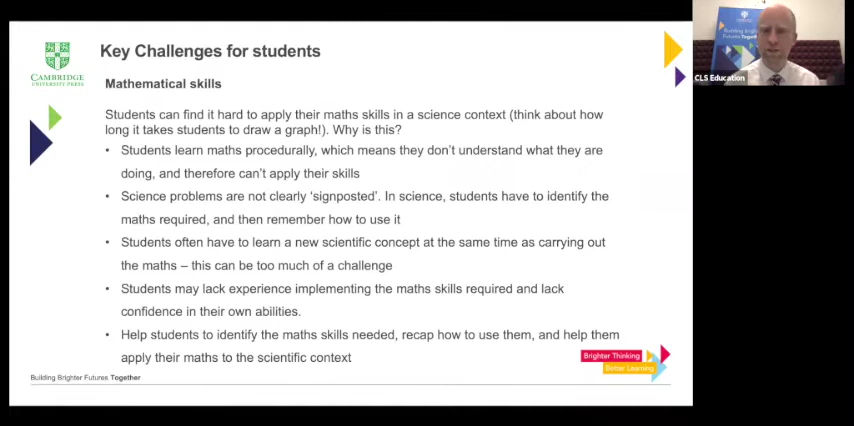 Key Challenges for students
CAMBRIDGE
UNIVERSITY PRESS
Mathematical skills
Students can find it hard to apply their maths skills in a science context (think about how
long it takes students to draw a graph!). Why is this?
• Students learn maths procedurally, which means they don't understand what they are
doing, and therefore can't apply their skills
• Science problems are not clearly 'signposted'. In science, students have to identify the
maths required, and then remember how to use it
• Students often have to learn a new scientific concept at the same time as carrying out
the maths – this can be too much of a challenge
• Students may lack experience implementing the maths skills required and lack
confidence in their own abilities.
• Help students to identify the maths skills needed, recap how to use them, and help them
apply their maths to the scientific context
Brighter Thinking
Better Learning
Building Brighter Futures Together
Futures
CLS Education